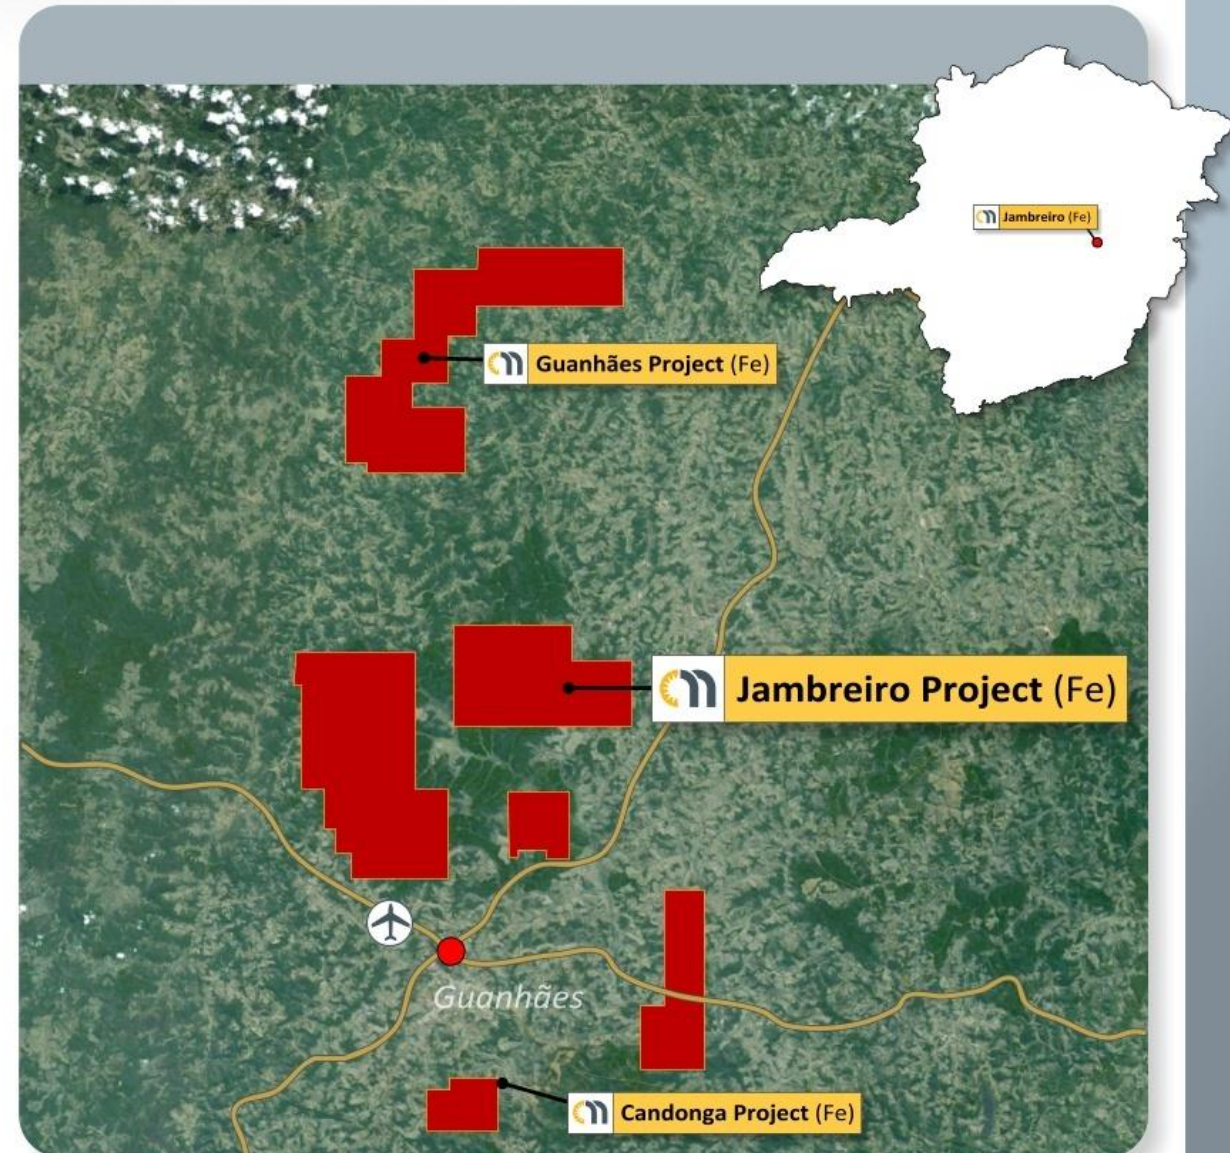 Jambreiro (Fe)
Guanhães Project (Fe)
Jambreiro Project (Fe)
Guanhães
Candonga Project (Fe)